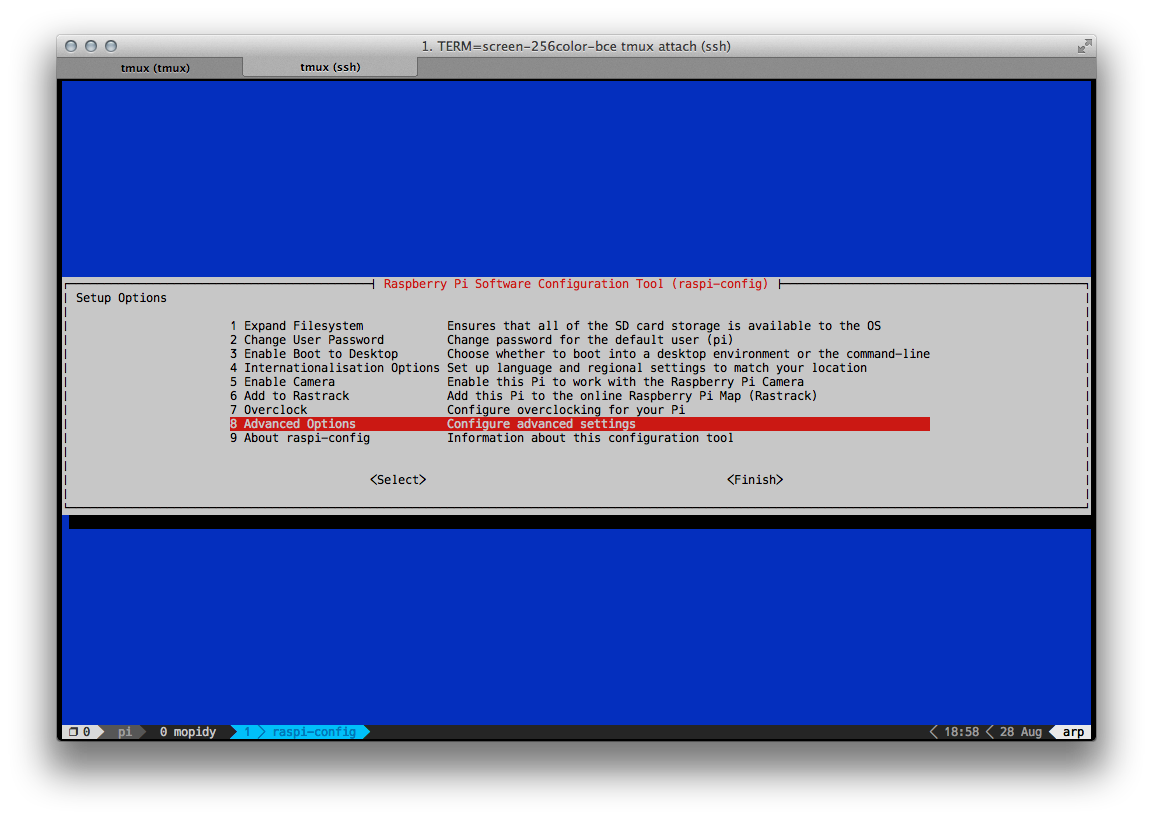 1. TERM=screen-256color-bce tmux attach (ssh)
tmux (tmux) tmux (ssh)
Raspberry Pi Software Configuration Tool (raspi-config)
Setup Options
1 Expand Filesystem Ensures that all of the SD card storage is available to the OS
2 Change User Password Change password for the default user (pi)
3 Enable Boot to Desktop Choose whether to boot into a desktop environment or the command-line
4 Internationalisation Options Set up language and regional settings to match your location
5 Enable Camera Enable this Pi to work with the Raspberry Pi Camera
6 Add to Rastrack Add this Pi to the online Raspberry Pi Map (Rastrack)
7 Overclock Configure overclocking for your Pi
8 Advanced Options Configure advanced settings
9 About raspi-config Information about this configuration tool
<Select> <Finish>
0 pi 0 mopidy 1 raspi-config 18:58 28 Aug arp